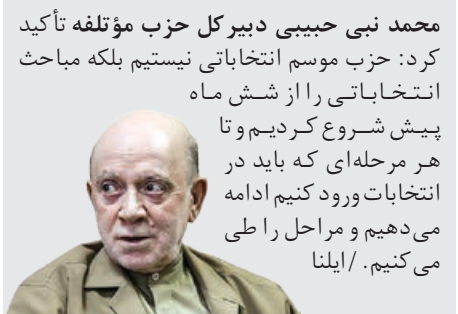 محمد نبی حبیبی دبیر کل حزب مؤتلفه تأکید
کرد: حزب موسم انتخاباتی نیستیم بلکه مباحث
انتخاباتی را از شش ماه
پیش شروع کردیم و تا
هر مرحله‌ای که باید در
انتخابات ورود کنیم ادامه
می‌دهیم و مراحل را طی
می‌کنیم. /ایلنا